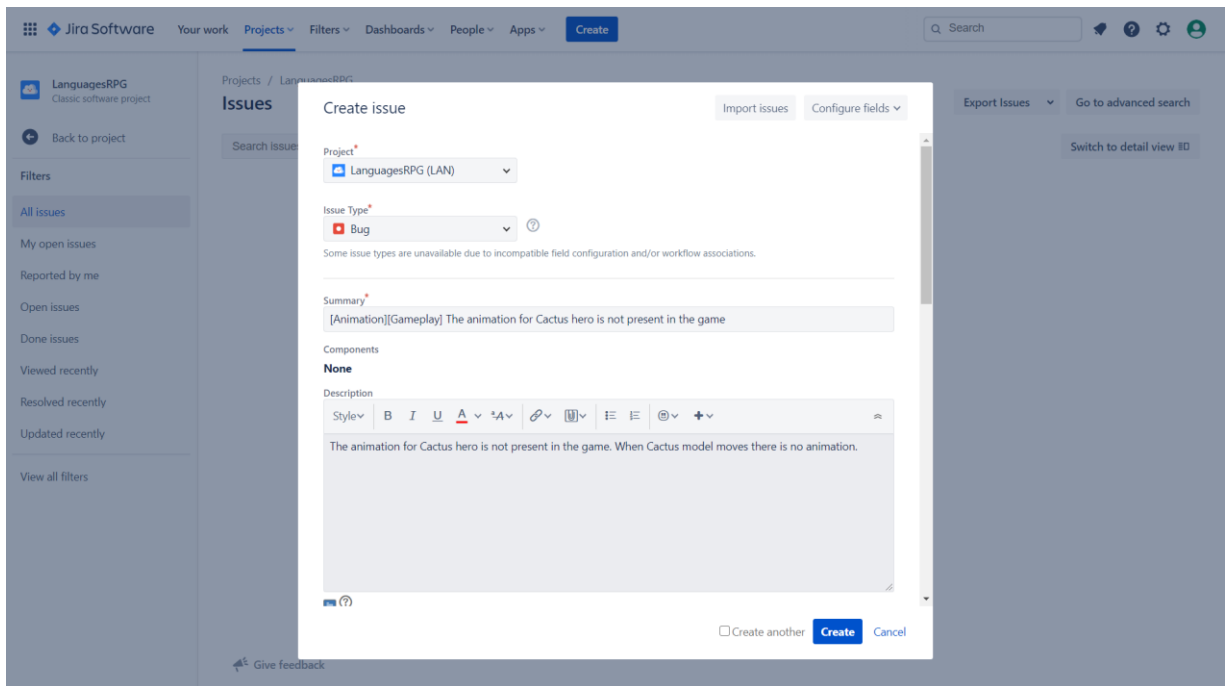 Jira Software Your work Projects Filters Dashboards People Apps Create Search
LanguagesRPG
Classic software project
Back to project
Filters
All issues
My open issues
Reported by me
Open issues
Done issues
Viewed recently
Resolved recently
Updated recently
View all filters
Projects / LanguagesRPG
Issues
Export Issues Go to advanced search
Search issue
Switch to detail view
Create issue Import issues Configure fields
Project*
LanguagesRPG (LAN)
Issue Type*
Bug
Some issue types are unavailable due to incompatible field configuration and/or workflow associations.
Summary*
[Animation][Gameplay] The animation for Cactus hero is not present in the game
Components
None
Description
Style B I U A
The animation for Cactus hero is not present in the game. When Cactus model moves there is no animation.
Create another Create Cancel
Give feedback